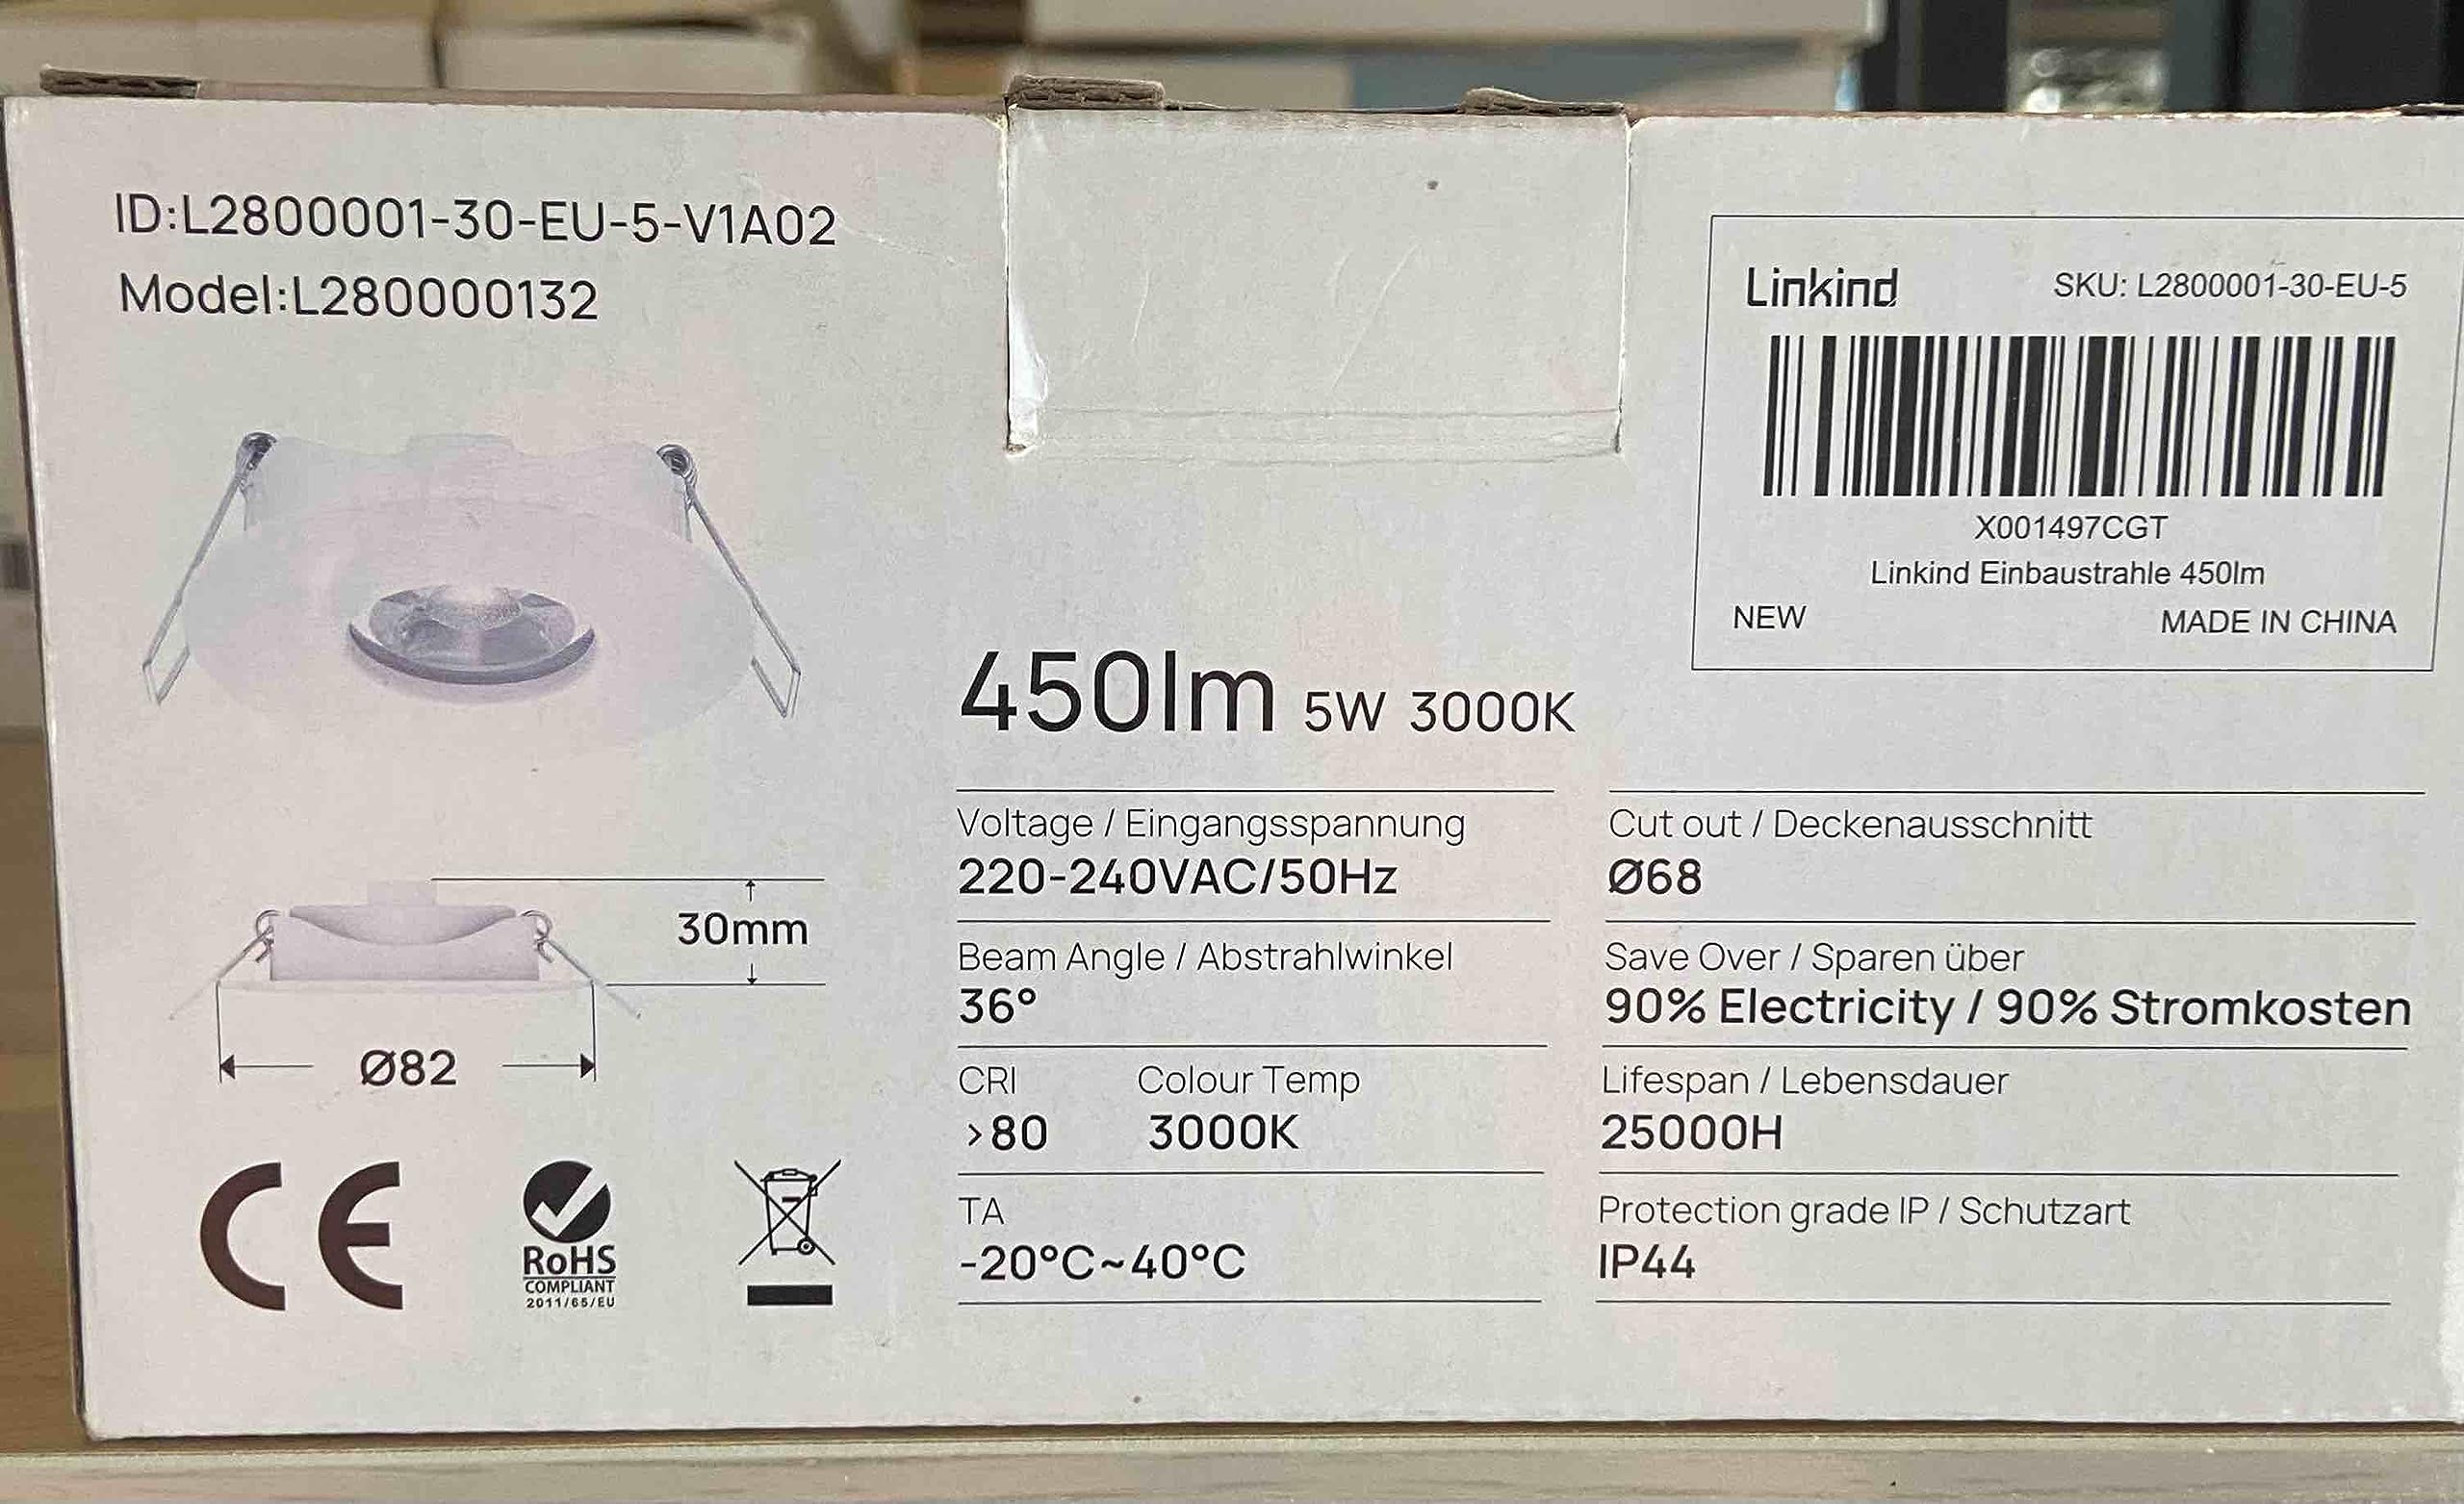 ID:L2800001-30-EU-5-V1A02
Model:L280000132
Linkind SKU: L2800001-30-EU-5
X001497CGT
Linkind Einbaustrahle 450lm
NEW MADE IN CHINA
450lm 5W 3000K
30mm
Ø82
Voltage / Eingangsspannung
220-240VAC/50Hz
Cut out / Deckenausschnitt
Ø68
Beam Angle / Abstrahlwinkel
36°
Save Over / Sparen über
90% Electricity / 90% Stromkosten
CRI Colour Temp
>80 3000K
Lifespan / Lebensdauer
25000H
TA
-20°C~40°C
Protection grade IP / Schutzart
IP44
CE
RoHS
COMPLIANT
2011/65/EU